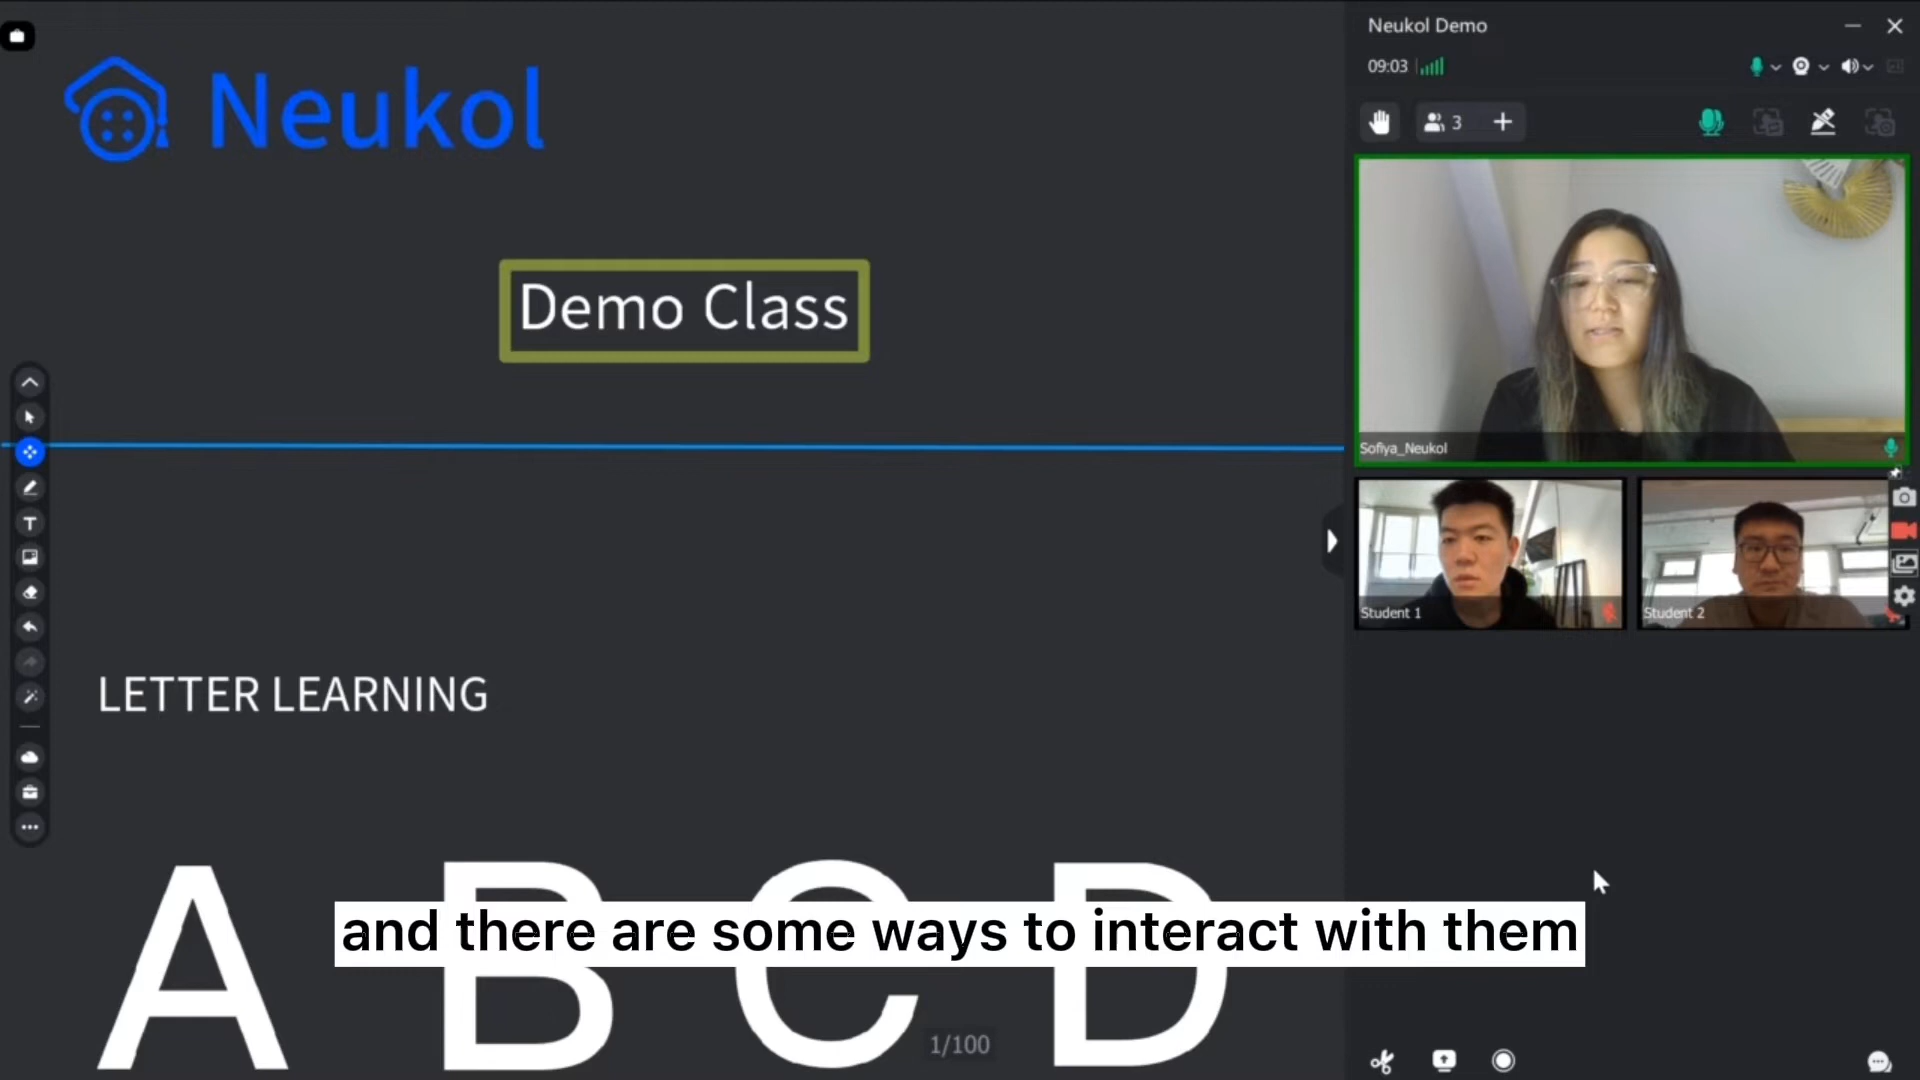 Neukol Demo
09:03
3
Neukol
Demo Class
Sofiya_Neukol
Student 1
Student 2
T
LETTER LEARNING
A B C D
and there are some ways to interact with them
1/100